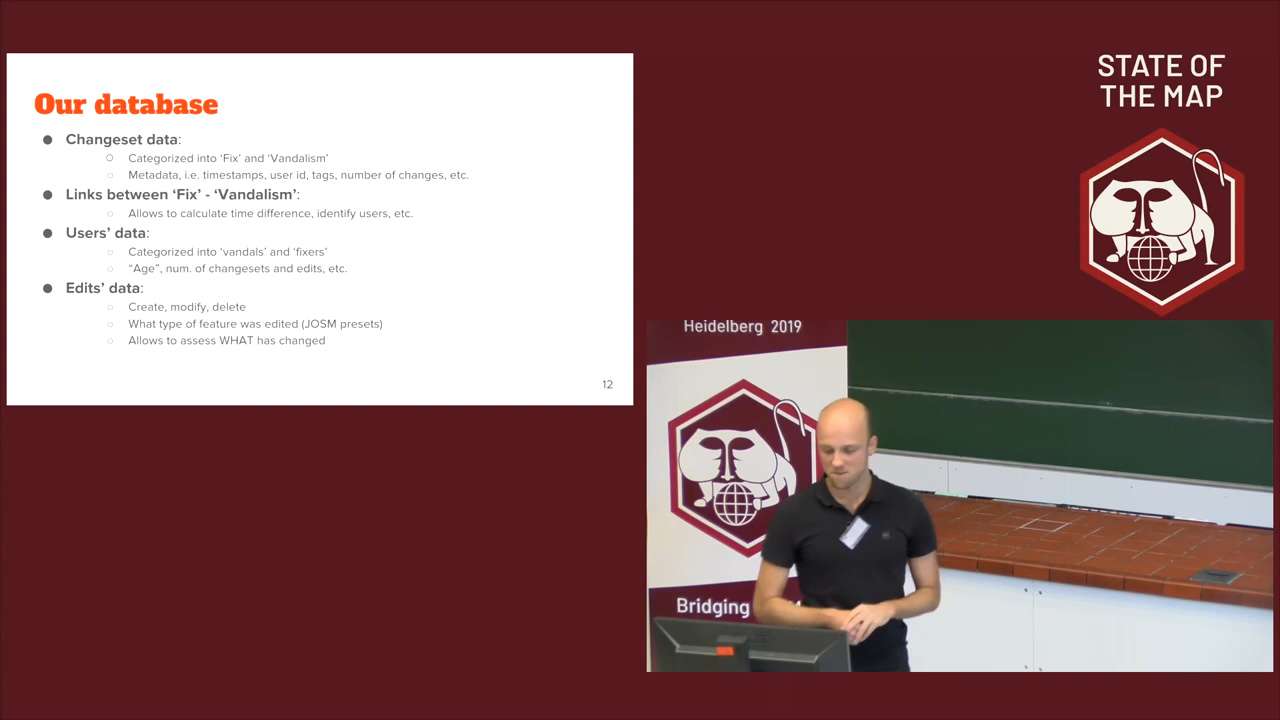 Our database
● Changeset data:
○ Categorized into ‘Fix’ and ‘Vandalism’
○ Metadata, i.e. timestamps, user id, tags, number of changes, etc.
● Links between ‘Fix’ - ‘Vandalism’:
○ Allows to calculate time difference, identify users, etc.
● Users’ data:
○ Categorized into ‘vandals’ and ‘fixers’
○ “Age”, num. of changesets and edits, etc.
● Edits’ data:
○ Create, modify, delete
○ What type of feature was edited (JOSM presets)
○ Allows to assess WHAT has changed
12
STATE OF
THE MAP
Heidelberg 2019
Bridging